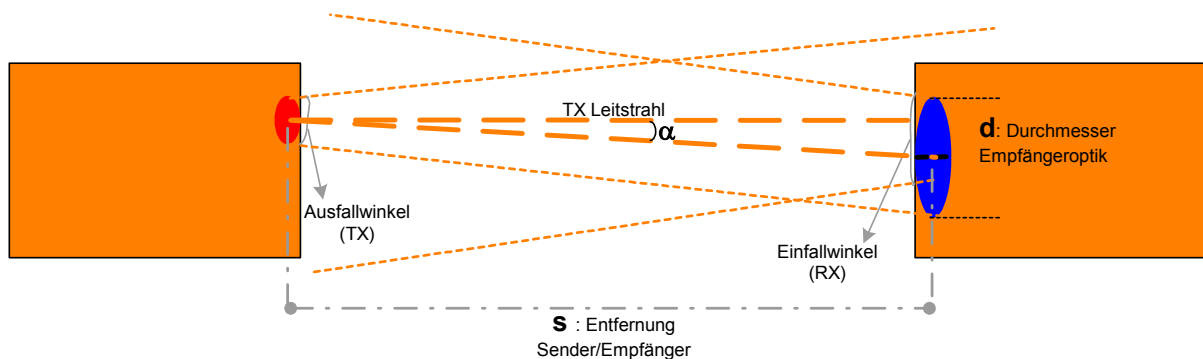 TX Leitstrahl
α
d: Durchmesser
Empfängeroptik
Ausfallwinkel
(TX)
Einfallwinkel
(RX)
s : Entfernung
Sender/Empfänger